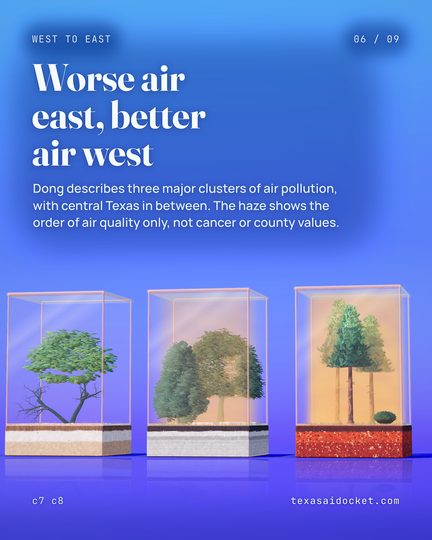 WEST TO EAST
06 / 09
Worse air
east, better
air west
Dong describes three major clusters of air pollution,
with central Texas in between. The haze shows the
order of air quality only, not cancer or county values.
c7 c8
texasaidocket.com